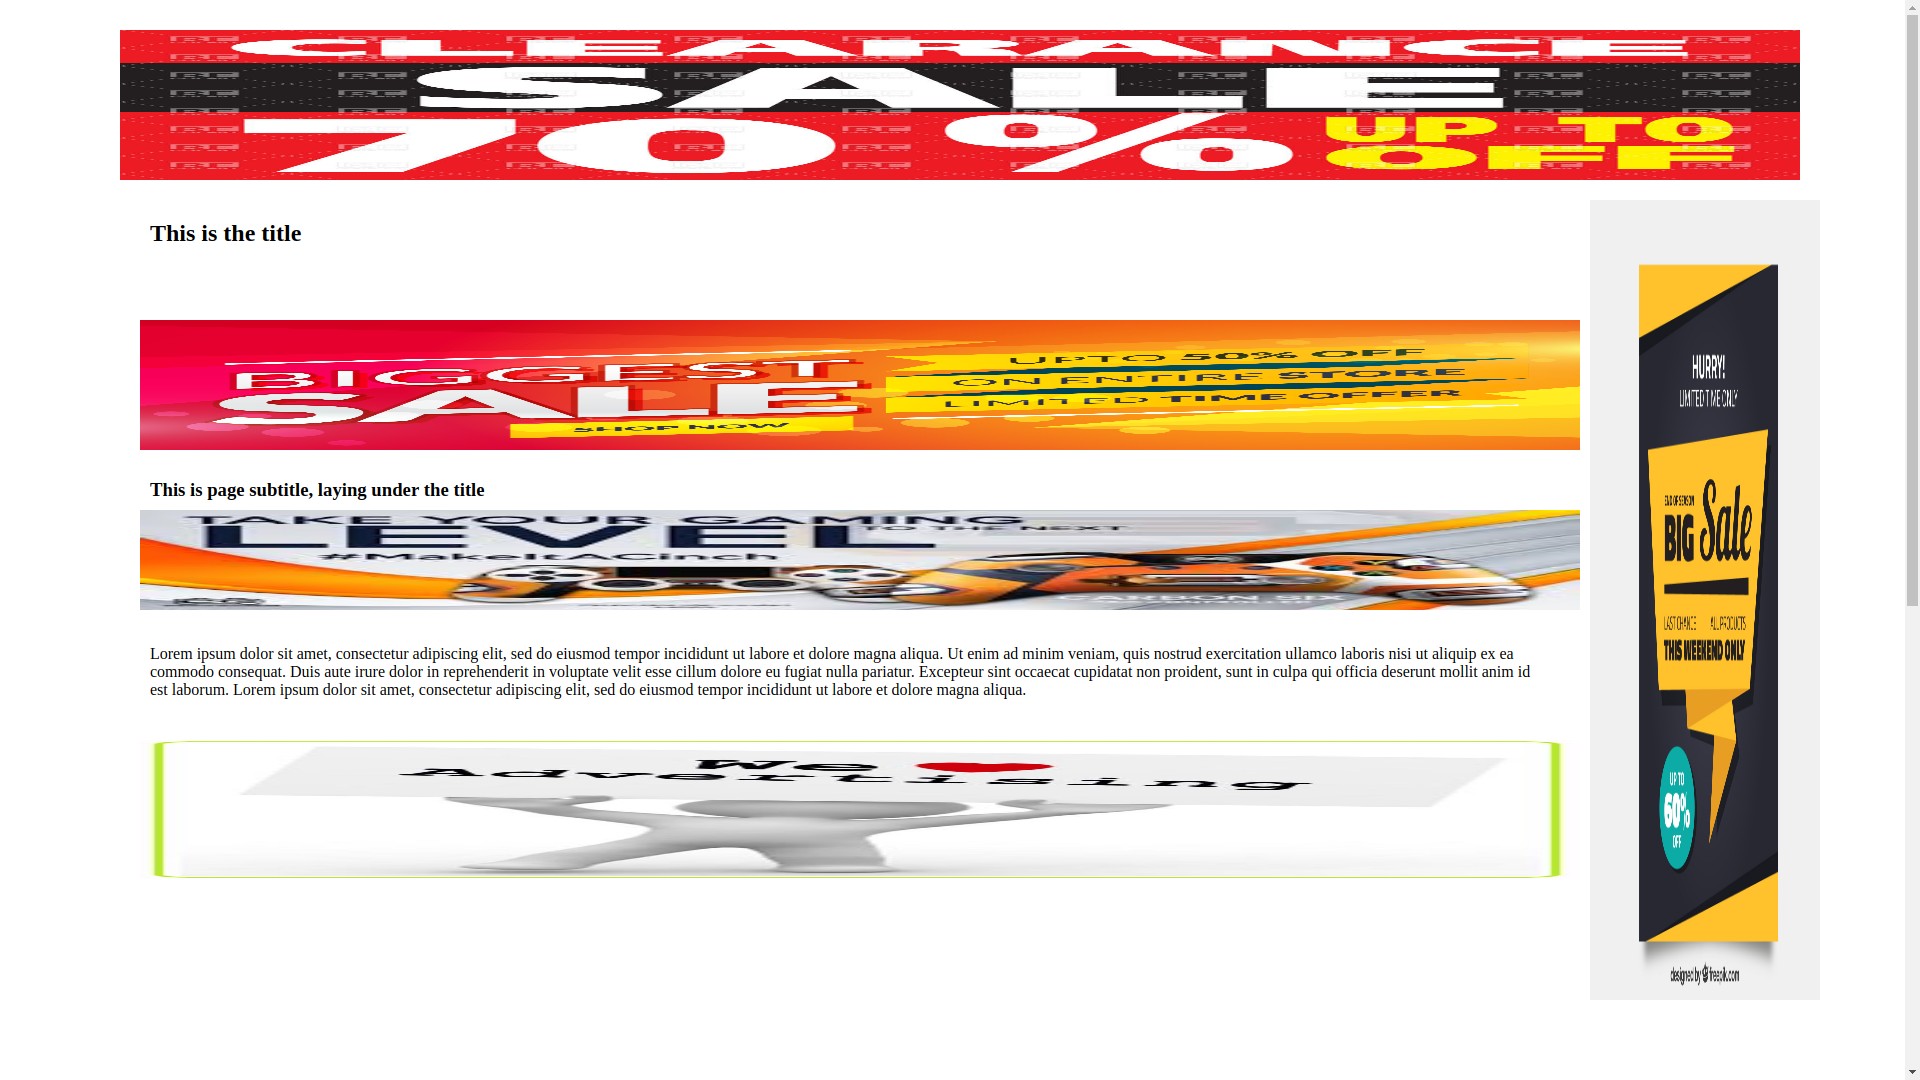 CLEARANCE
SALE
70% UP TO
OFF
This is the title
BIGGEST
SALE
SHOP NOW
UPTO 50% OFF
ON ENTIRE STORE
LIMITED TIME OFFER
This is page subtitle, laying under the title
TAKE YOUR GAMING
LEVEL TO THE NEXT
#MakeItACinch
Lorem ipsum dolor sit amet, consectetur adipiscing elit, sed do eiusmod tempor incididunt ut labore et dolore magna aliqua. Ut enim ad minim veniam, quis nostrud exercitation ullamco laboris nisi ut aliquip ex ea
commodo consequat. Duis aute irure dolor in reprehenderit in voluptate velit esse cillum dolore eu fugiat nulla pariatur. Excepteur sint occaecat cupidatat non proident, sunt in culpa qui officia deserunt mollit anim id
est laborum. Lorem ipsum dolor sit amet, consectetur adipiscing elit, sed do eiusmod tempor incididunt ut labore et dolore magna aliqua.
We
Advertising
HURRY!
LIMITED TIME ONLY
END OF SEASON
BIG Sale
LAST CHANCE ALL PRODUCTS
THIS WEEKEND ONLY
UP TO
60%
OFF
designed by freepik.com